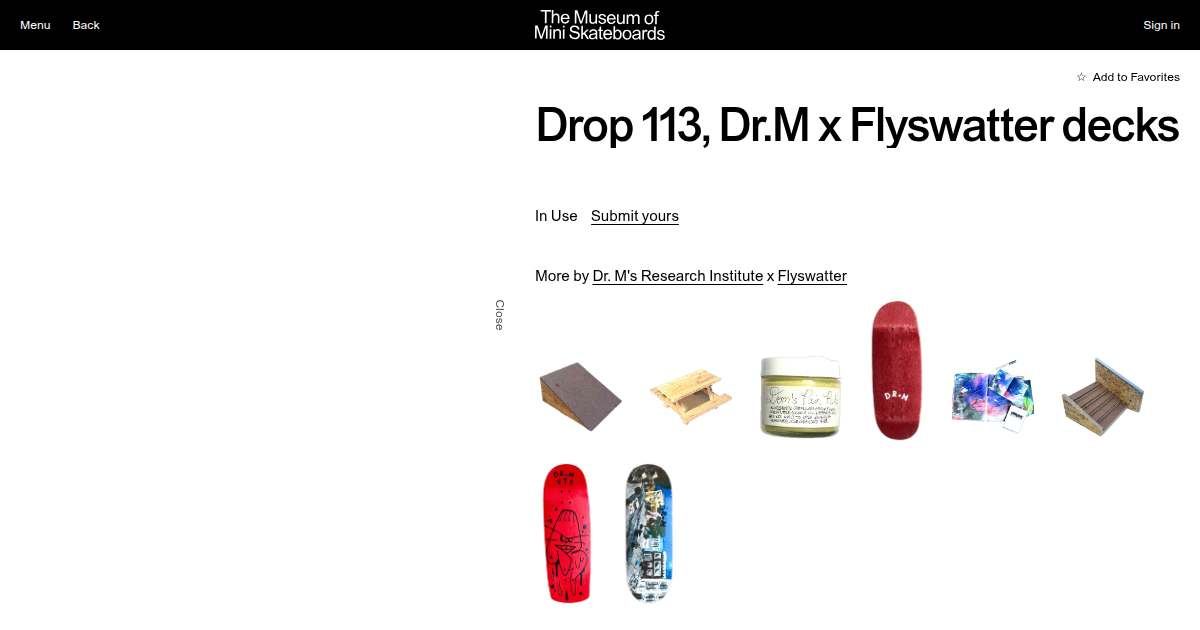 Menu
Back
The Museum of
Mini Skateboards
Sign in
☆ Add to Favorites
Drop 113, Dr.M x Flyswatter decks
In Use Submit yours
More by Dr. M's Research Institute x Flyswatter
Close
DR•M
DR•M